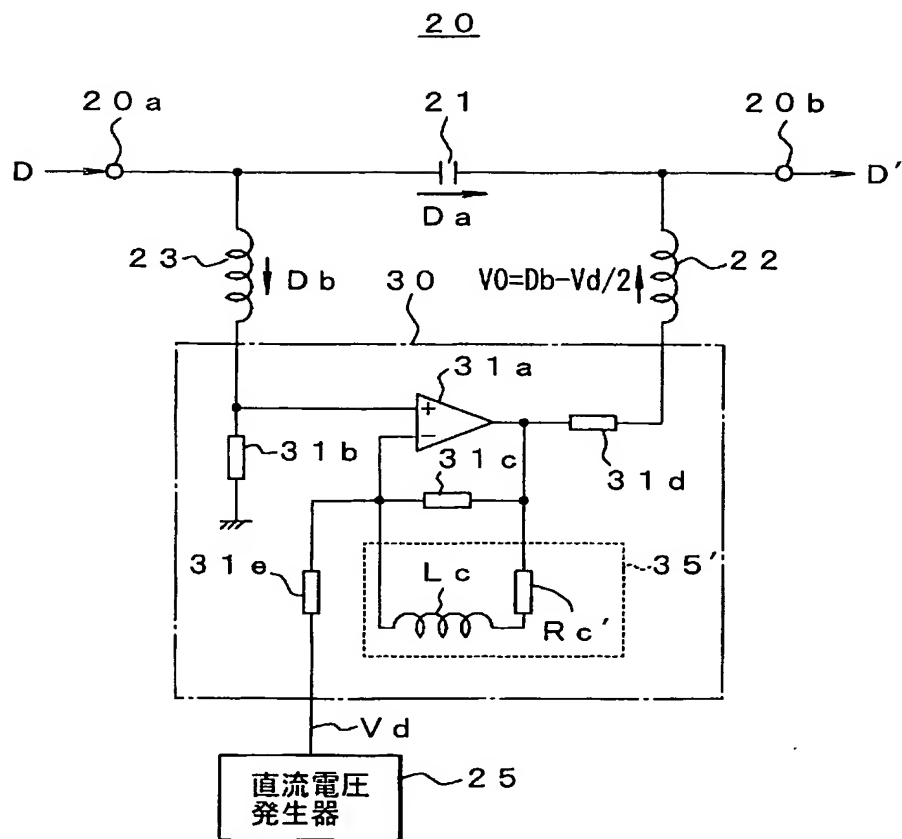 ２０
２０ａ
２１
２０ｂ
Ｄ
Ｄａ
Ｄ′
２３
Ｄｂ
３０
VO=Db-Vd/2
２２
３１ａ
３１ｂ
３１ｃ
３１ｄ
３１ｅ
３５′
Ｌｃ
Ｒｃ′
Ｖｄ
直流電圧
発生器
２５